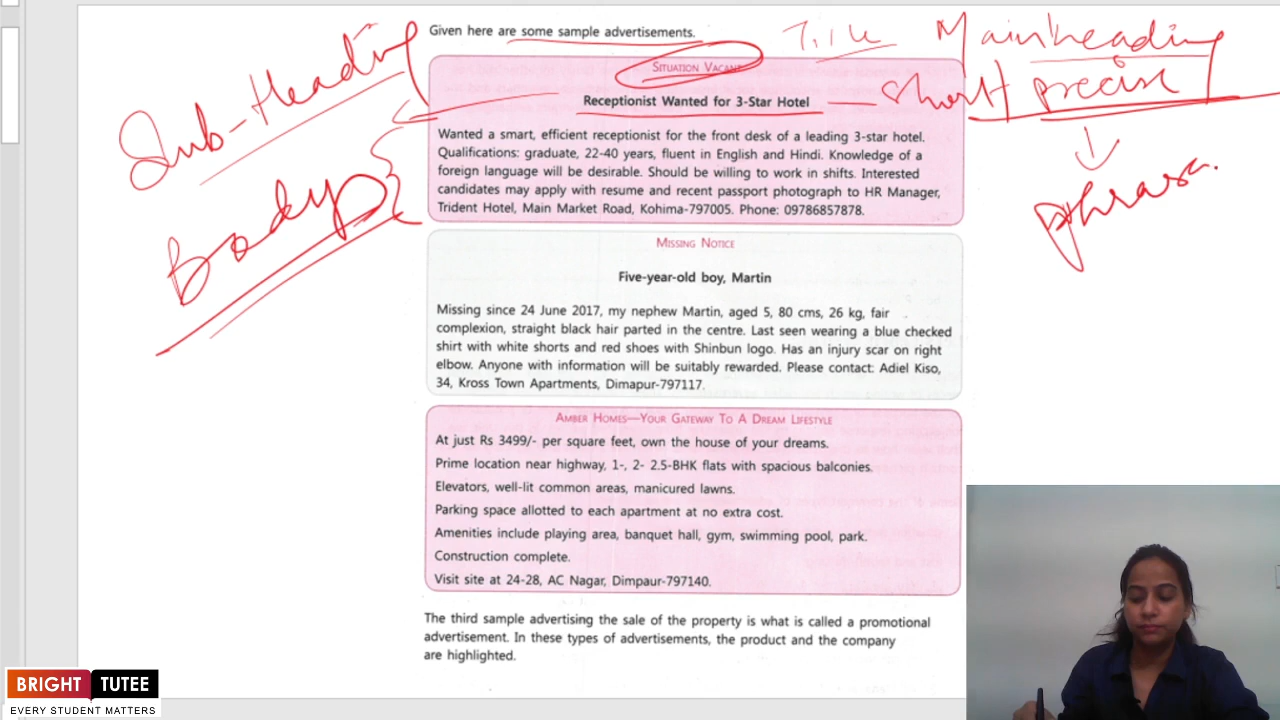 Given here are some sample advertisements.
Title Mainheading
SITUATION VACANT
Sub-Heading
Receptionist Wanted for 3-Star Hotel
Short precise
Wanted a smart, efficient receptionist for the front desk of a leading 3-star hotel.
Qualifications: graduate, 22-40 years, fluent in English and Hindi. Knowledge of a
foreign language will be desirable. Should be willing to work in shifts. Interested
candidates may apply with resume and recent passport photograph to HR Manager,
Trident Hotel, Main Market Road, Kohima-797005. Phone: 09786857878.
Body
MISSING NOTICE
Five-year-old boy, Martin
Missing since 24 June 2017, my nephew Martin, aged 5, 80 cms, 26 kg, fair
complexion, straight black hair parted in the centre. Last seen wearing a blue checked
shirt with white shorts and red shoes with Shinbun logo. Has an injury scar on right
elbow. Anyone with information will be suitably rewarded. Please contact: Adiel Kiso,
34, Kross Town Apartments, Dimapur-797117.
AMBER HOMES—YOUR GATEWAY TO A DREAM LIFESTYLE
At just Rs 3499/- per square feet, own the house of your dreams.
Prime location near highway, 1-, 2- 2.5-BHK flats with spacious balconies.
Elevators, well-lit common areas, manicured lawns.
Parking space allotted to each apartment at no extra cost.
Amenities include playing area, banquet hall, gym, swimming pool, park.
Construction complete.
Visit site at 24-28, AC Nagar, Dimpaur-797140.
The third sample advertising the sale of the property is what is called a promotional
advertisement. In these types of advertisements, the product and the company
are highlighted.
BRIGHT TUTEE
EVERY STUDENT MATTERS